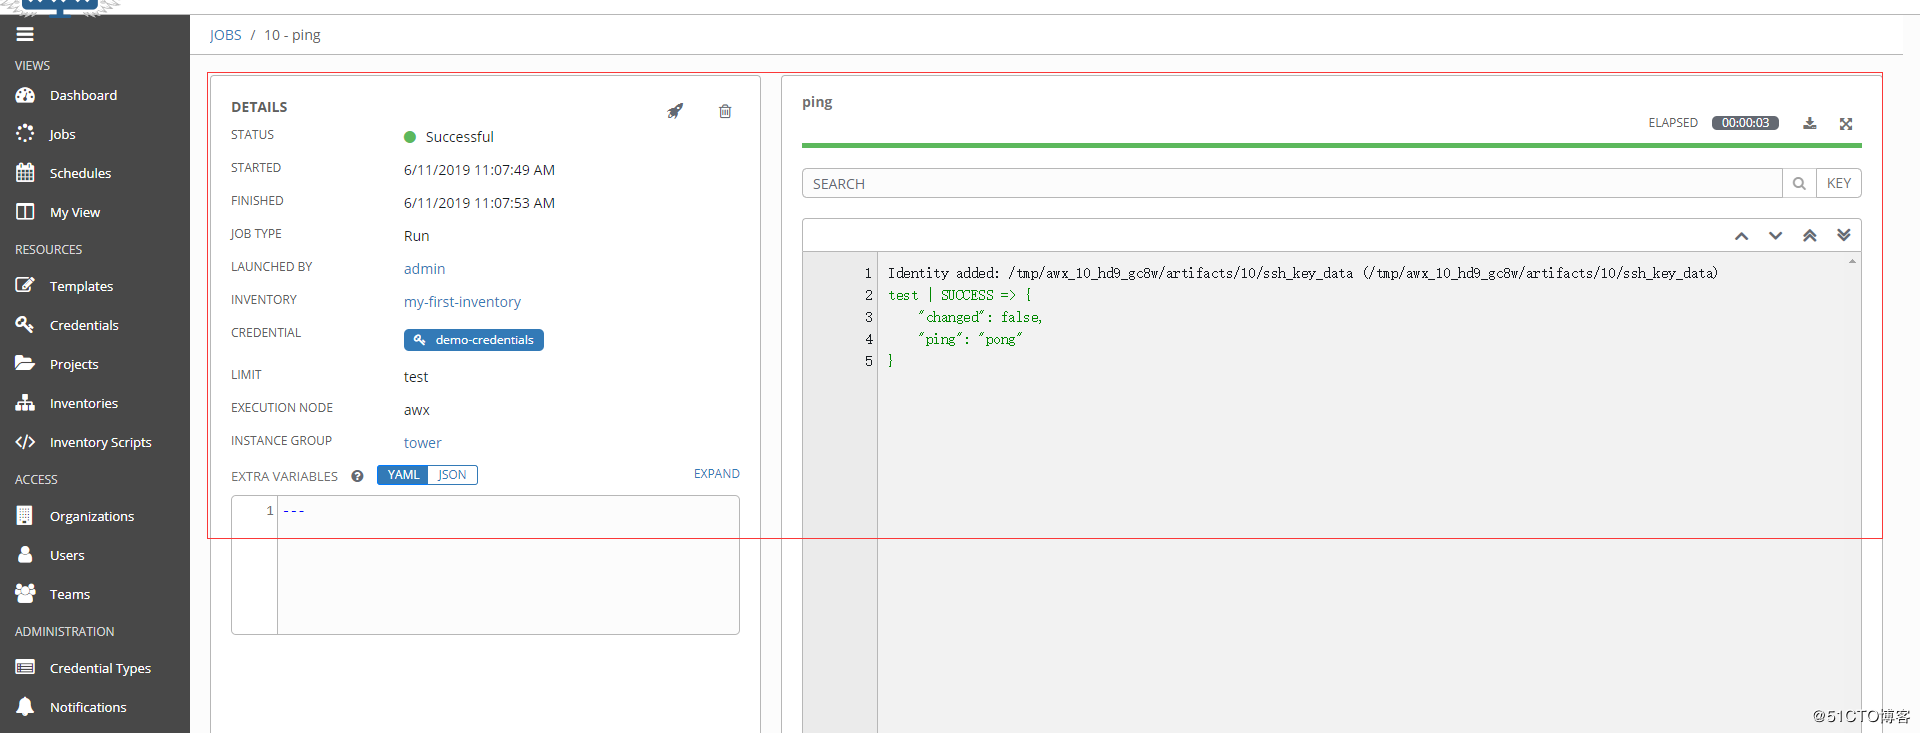 JOBS / 10 - ping
VIEWS
Dashboard
Jobs
Schedules
My View
RESOURCES
Templates
Credentials
Projects
Inventories
Inventory Scripts
ACCESS
Organizations
Users
Teams
ADMINISTRATION
Credential Types
Notifications
DETAILS
STATUS Successful
STARTED 6/11/2019 11:07:49 AM
FINISHED 6/11/2019 11:07:53 AM
JOB TYPE Run
LAUNCHED BY admin
INVENTORY my-first-inventory
CREDENTIAL demo-credentials
LIMIT test
EXECUTION NODE awx
INSTANCE GROUP tower
EXTRA VARIABLES ? YAML JSON EXPAND
1 ---
ping
ELAPSED 00:00:03
SEARCH KEY
1 Identity added: /tmp/awx_10_hd9_gc8w/artifacts/10/ssh_key_data (/tmp/awx_10_hd9_gc8w/artifacts/10/ssh_key_data)
2 test | SUCCESS => {
3 "changed": false,
4 "ping": "pong"
5 }
@51CTO博客